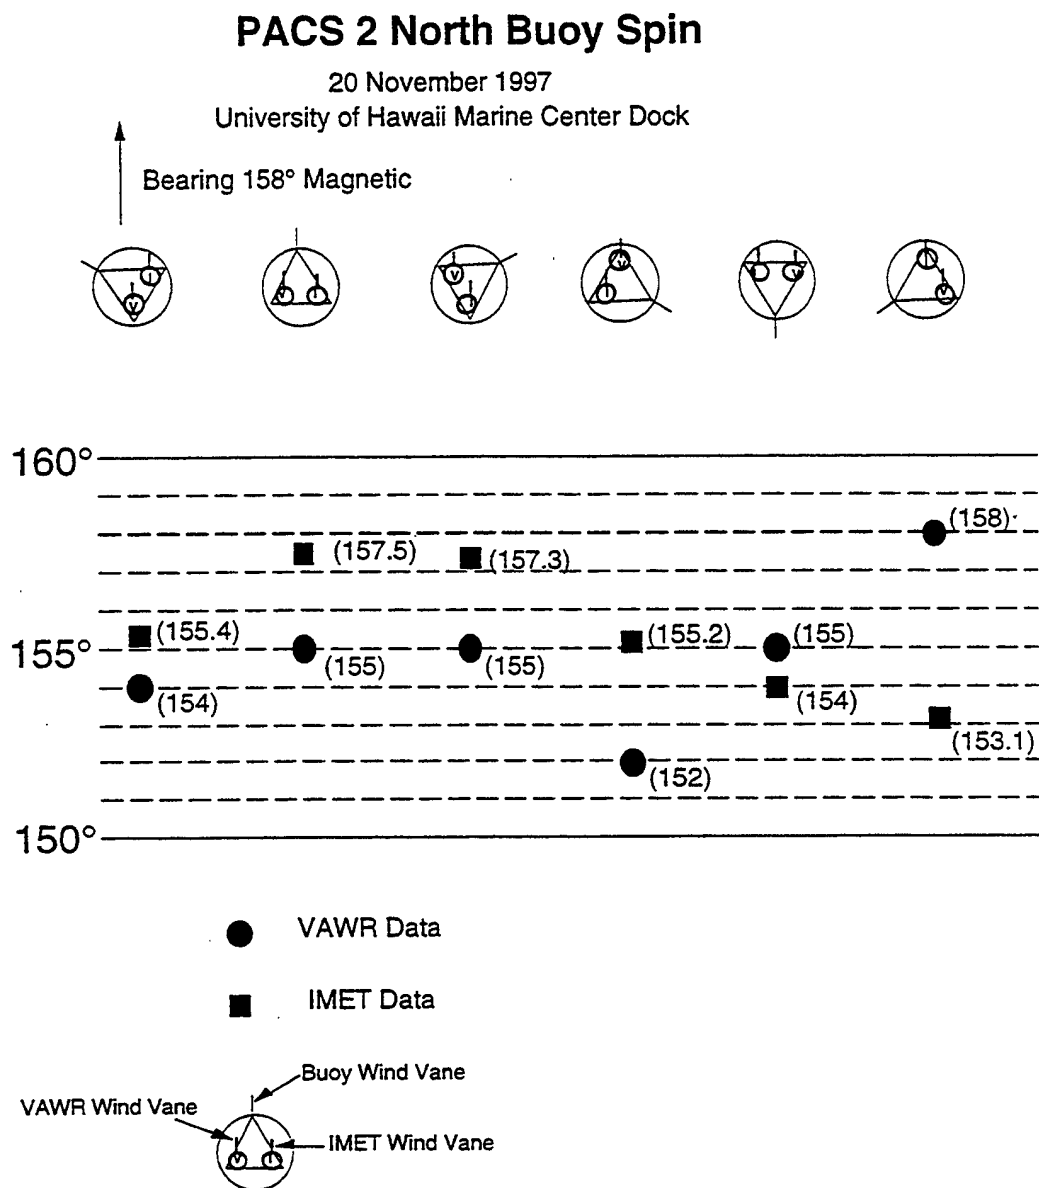 PACS 2 North Buoy Spin
20 November 1997
University of Hawaii Marine Center Dock
Bearing 158° Magnetic
V I
V I
V I
V I
I V
I V
160°
(158)
(157.5)
(157.3)
(155.4)
(155.2)
(155)
155°
(155)
(155)
(154)
(154)
(153.1)
(152)
150°
VAWR Data
IMET Data
Buoy Wind Vane
VAWR Wind Vane
IMET Wind Vane
V I